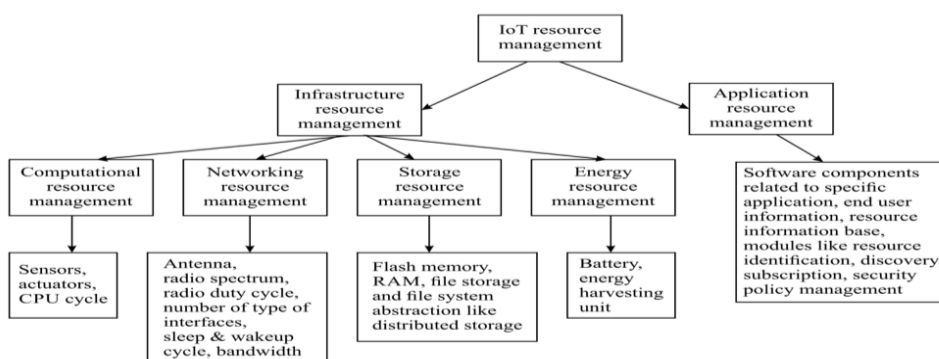 IoT resource
management
Infrastructure
resource
management
Application
resource
management
Computational
resource
management
Networking
resource
management
Storage
resource
management
Energy
resource
management
Sensors,
actuators,
CPU cycle
Antenna,
radio spectrum,
radio duty cycle,
number of type of
interfaces,
sleep & wakeup
cycle, bandwidth
Flash memory,
RAM, file storage
and file system
abstraction like
distributed storage
Battery,
energy
harvesting
unit
Software components
related to specific
application, end user
information, resource
information base,
modules like resource
identification, discovery
subscription, security
policy management